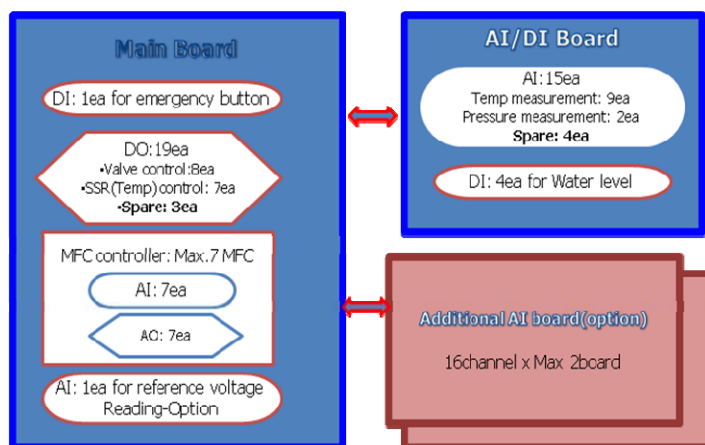 Main Board
DI: 1ea for emergency button
DO: 19ea
•Valve control:8ea
•SSR(Temp) control: 7ea
•Spare: 3ea
MFC controller: Max.7 MFC
AI: 7ea
AO: 7ea
AI: 1ea for reference voltage
Reading-Option
AI/DI Board
AI:15ea
Temp measurement: 9ea
Pressure measurement: 2ea
Spare: 4ea
DI: 4ea for Water level
Additional AI board(option)
16channel x Max 2board